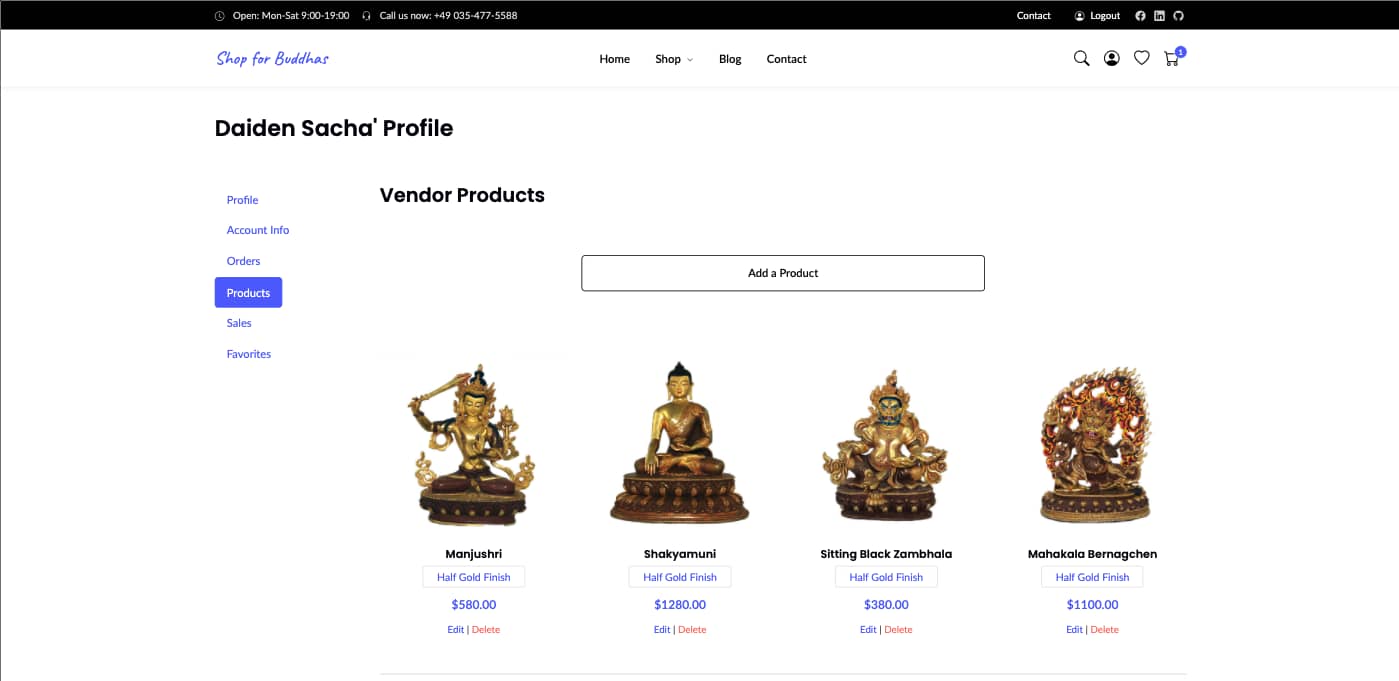 Open: Mon-Sat 9:00-19:00 Call us now: +49 035-477-5588 Contact Logout
Shop for Buddhas Home Shop Blog Contact 1
Daiden Sacha' Profile
Profile
Account Info
Orders
Products
Sales
Favorites
Vendor Products
Add a Product
Manjushri Shakyamuni Sitting Black Zambhala Mahakala Bernagchen
Half Gold Finish Half Gold Finish Half Gold Finish Half Gold Finish
$580.00 $1280.00 $380.00 $1100.00
Edit | Delete Edit | Delete Edit | Delete Edit | Delete